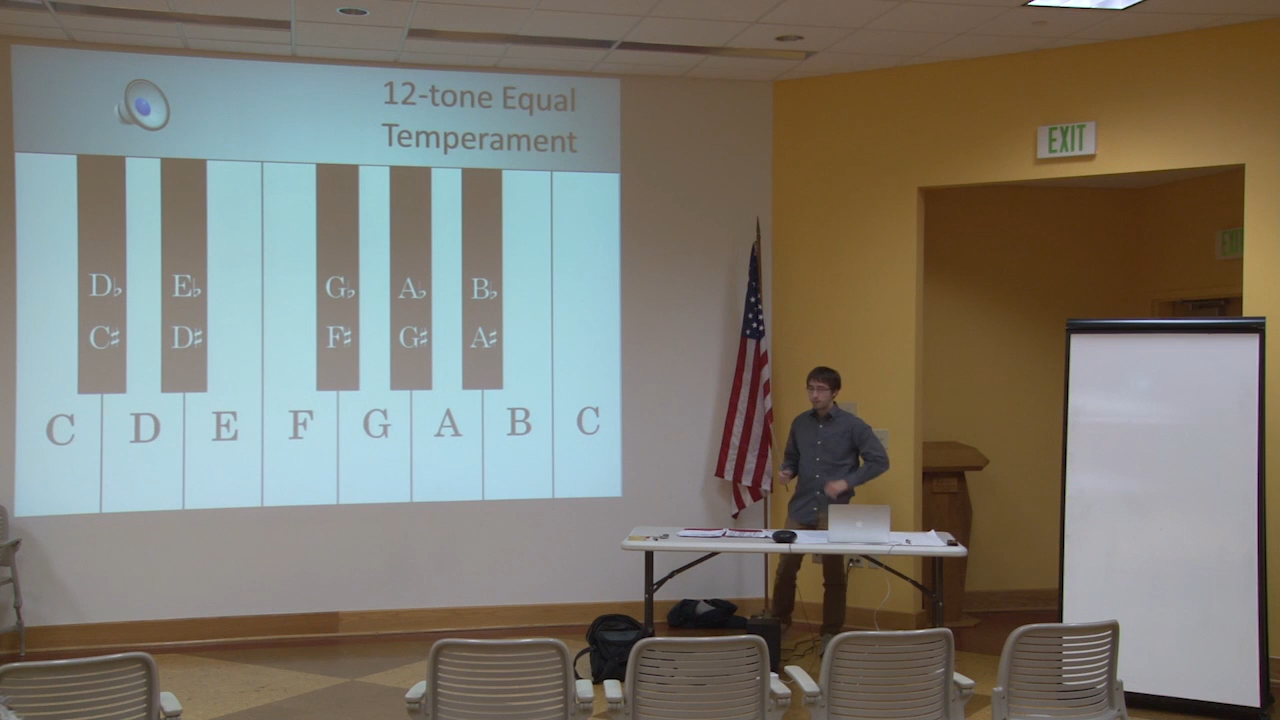 12-tone Equal
Temperament
D♭ E♭ G♭ A♭ B♭
C♯ D♯ F♯ G♯ A♯
C D E F G A B C
EXIT